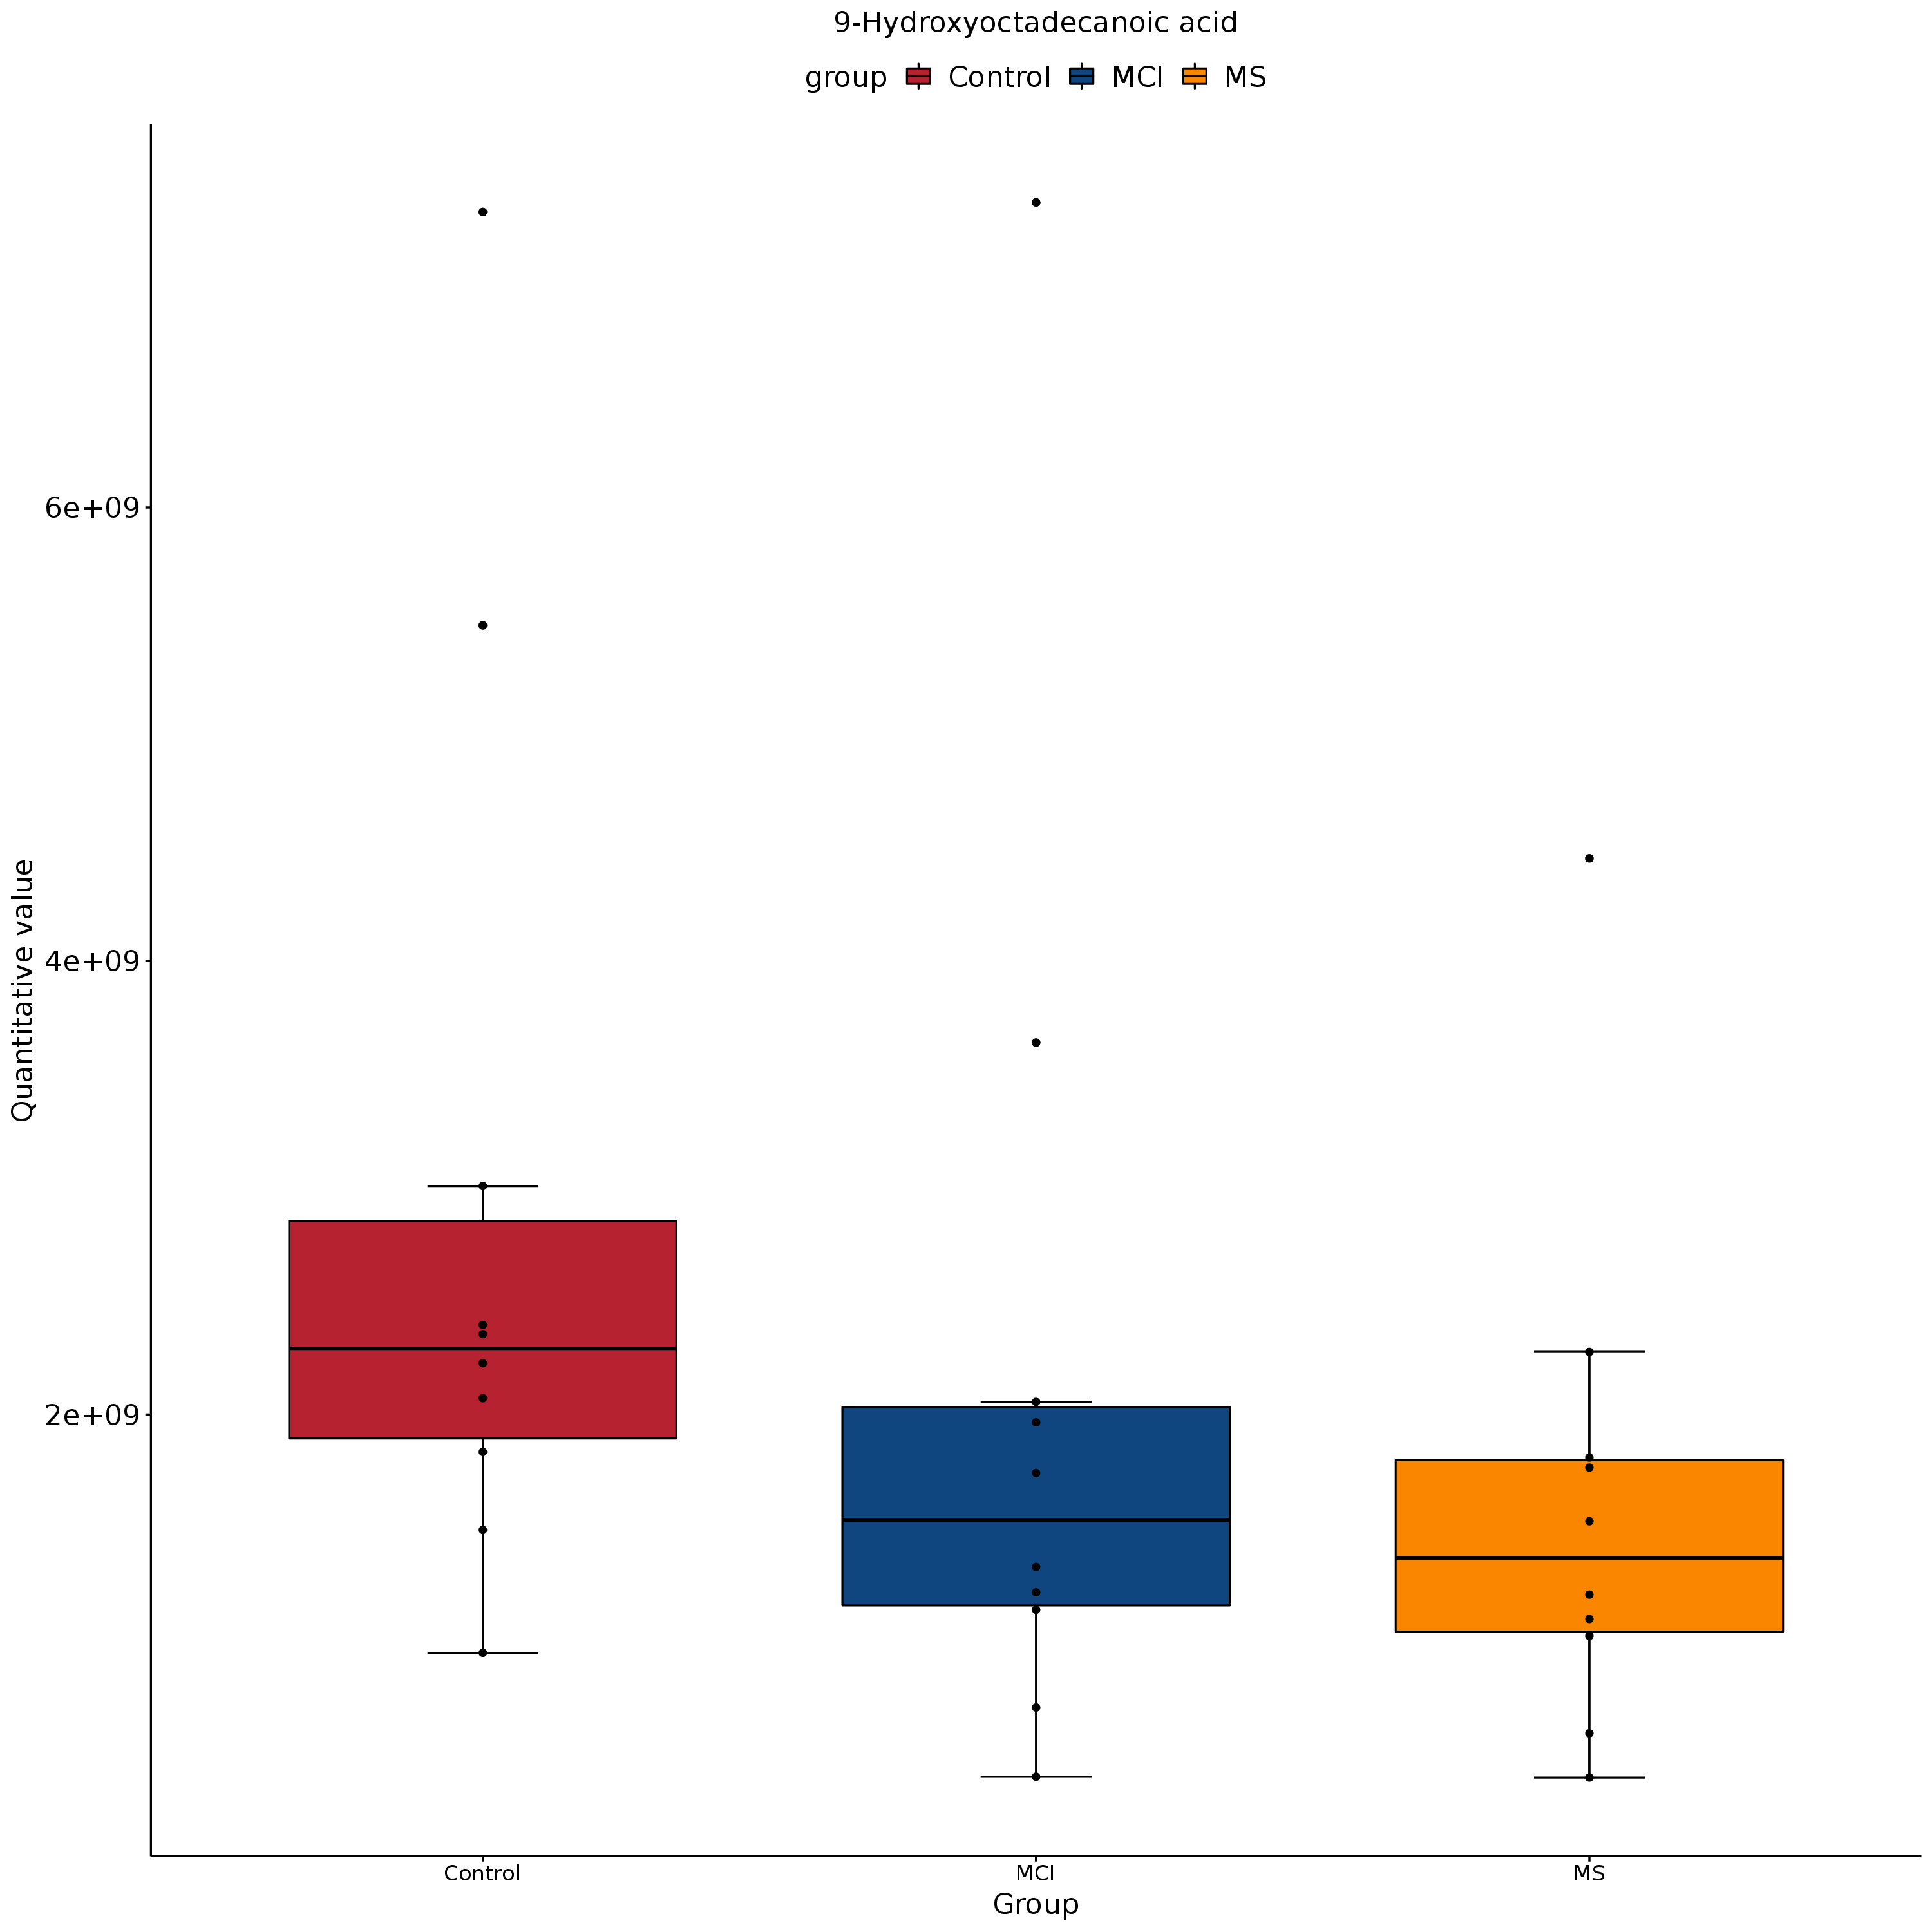 9-Hydroxyoctadecanoic acid
group Control MCI MS
Quantitative value
6e+09
4e+09
2e+09
Control MCI MS
Group